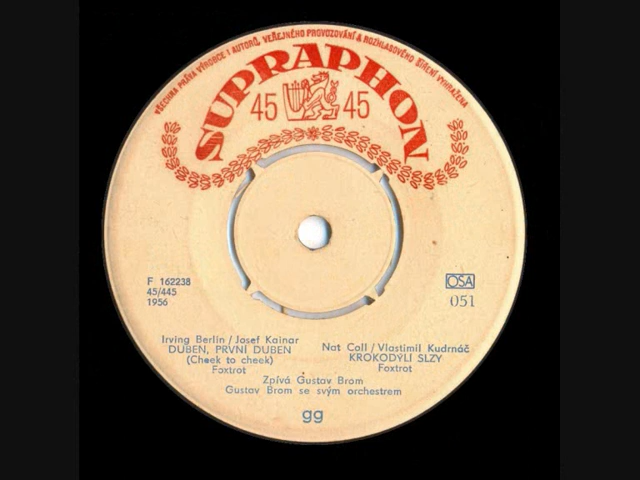 VŠECHNA PRÁVA VÝROBCE I AUTORŮ, VEŘEJNÉHO PROVOZOVÁNÍ & ROZHLASOVÉHO ŠÍŘENÍ VYHRAŽENA
SUPRAPHON
45 45
F 162238
45/445
1956
OSA
051
Irving Berlin / Josef Kainar
DUBEN, PRVNÍ DUBEN
(Cheek to cheek)
Foxtrot
Nat Coll / Vlastimil Kudrnáč
KROKODÝLÍ SLZY
Foxtrot
Zpívá Gustav Brom
Gustav Brom se svým orchestrem
gg